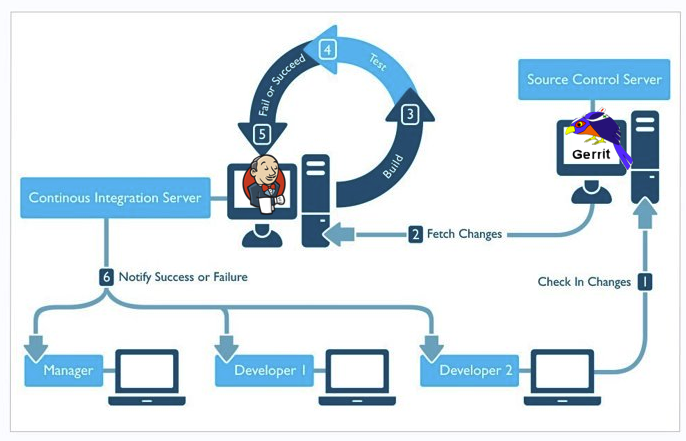 4
Test
Fail or Succeed
Source Control Server
3
5
Gerrit
Build
Continous Integration Server
2 Fetch Changes
6 Notify Success or Failure
Check In Changes 1
Manager
Developer 1
Developer 2